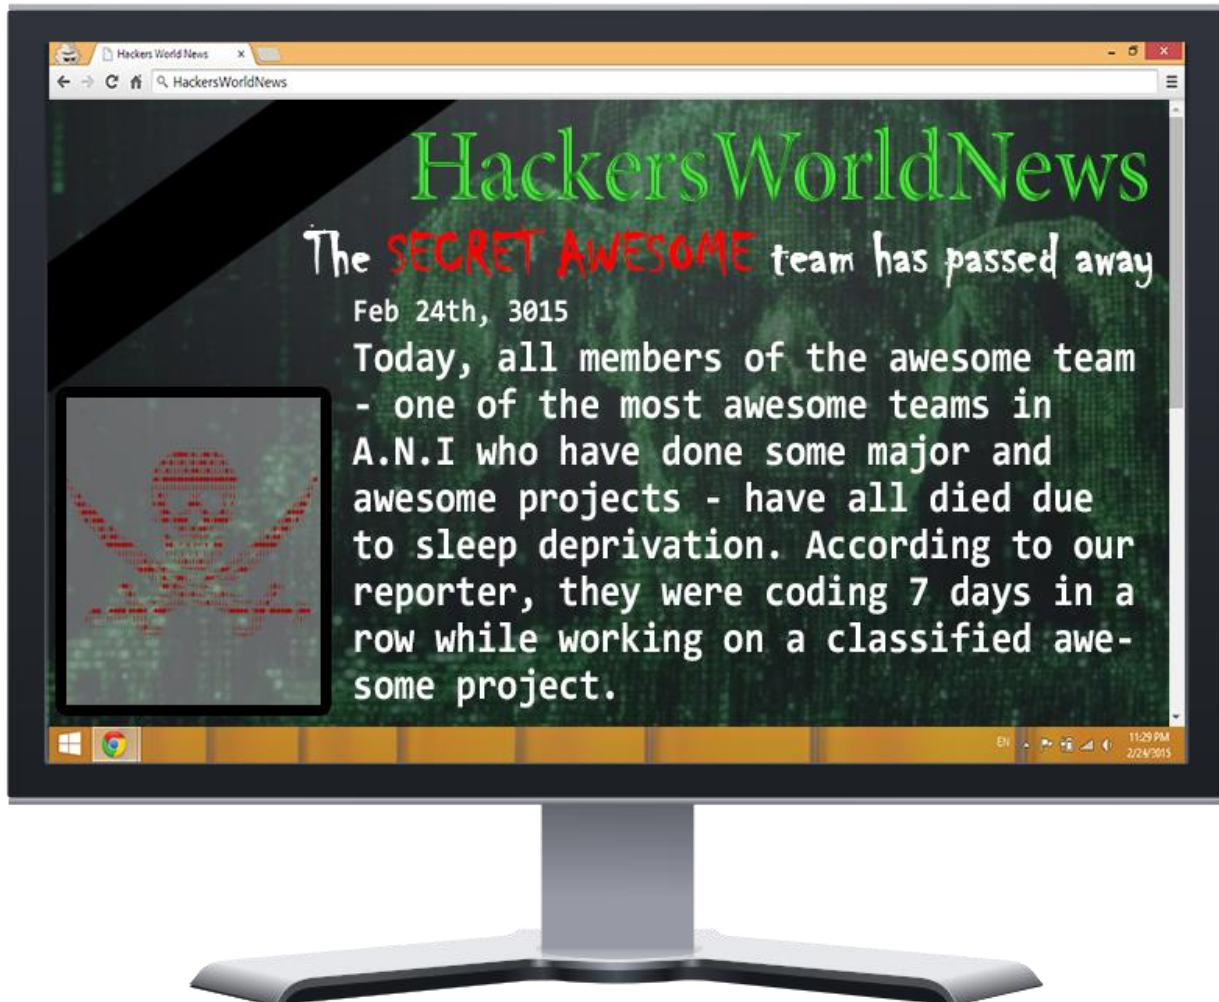 Hackers World News
HackersWorldNews
HackersWorldNews
The SECRET AWESOME team has passed away
Feb 24th, 3015
Today, all members of the awesome team
- one of the most awesome teams in
A.N.I who have done some major and
awesome projects - have all died due
to sleep deprivation. According to our
reporter, they were coding 7 days in a
row while working on a classified awe-
some project.
EN
11:29 PM
2/24/3015